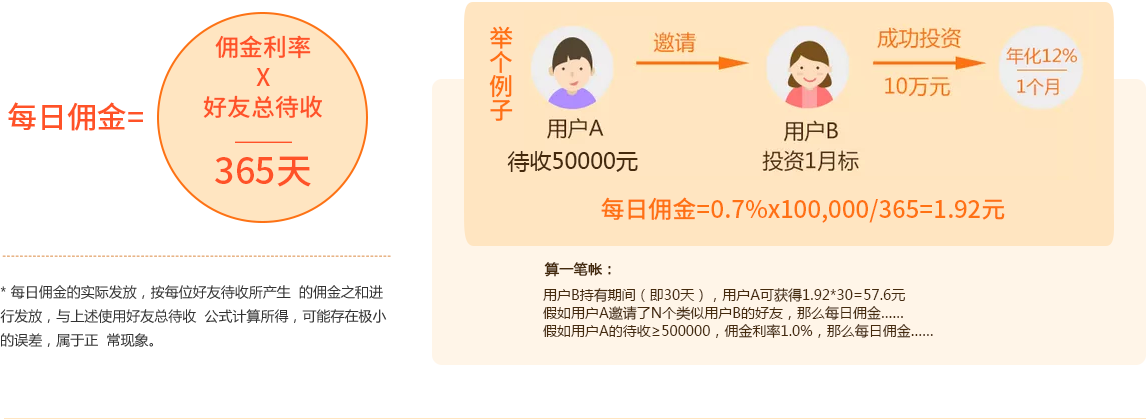 每日佣金=
佣金利率
X
好友总待收
365天
* 每日佣金的实际发放，按每位好友待收所产生 的佣金之和进
行发放，与上述使用好友总待收 公式计算所得，可能存在极小
的误差，属于正 常现象。
举个例子
邀请
成功投资
10万元
年化12%
1个月
用户A
待收50000元
用户B
投资1月标
每日佣金=0.7%x100,000/365=1.92元
算一笔帐：
用户B持有期间（即30天），用户A可获得1.92*30=57.6元
假如用户A邀请了N个类似用户B的好友，那么每日佣金......
假如用户A的待收≥500000，佣金利率1.0%，那么每日佣金......